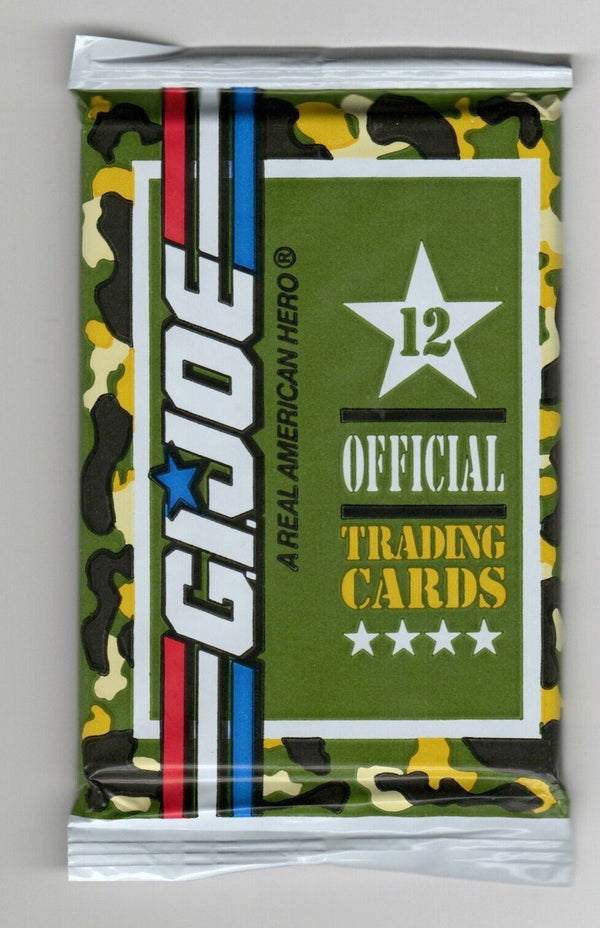 G.I.JOE
A REAL AMERICAN HERO®
12
OFFICIAL
TRADING
CARDS